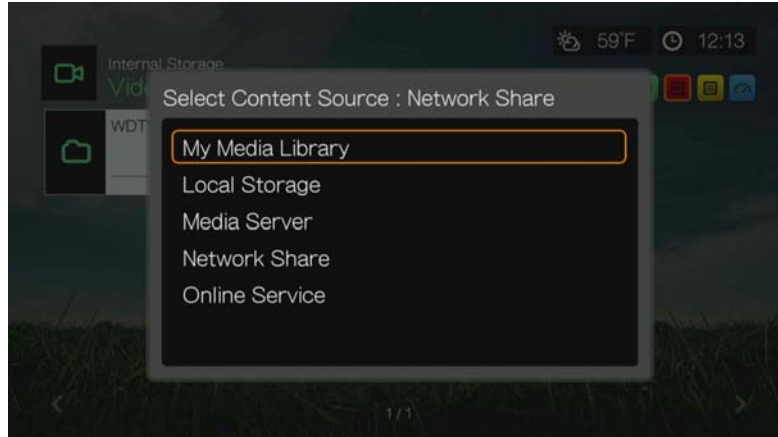 59°F 12:13
Internal Storage
Vide
Select Content Source : Network Share
WDT
My Media Library
Local Storage
Media Server
Network Share
Online Service
1/1